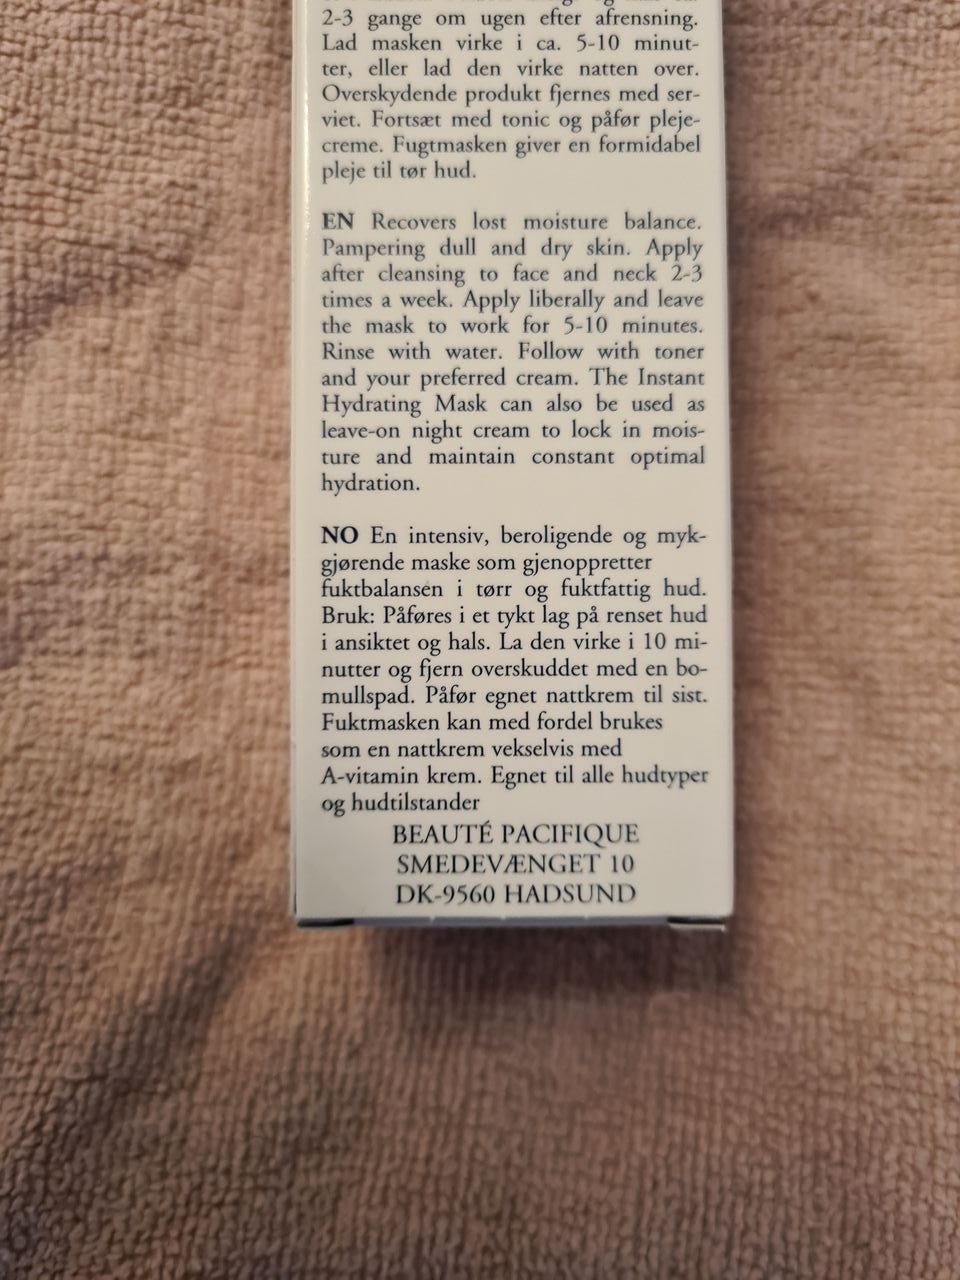 2-3 gange om ugen efter afrensning.
Lad masken virke i ca. 5-10 minut-
ter, eller lad den virke natten over.
Overskydende produkt fjernes med ser-
viet. Fortsæt med tonic og påfør pleje-
creme. Fugtmasken giver en formidabel
pleje til tør hud.
EN Recovers lost moisture balance.
Pampering dull and dry skin. Apply
after cleansing to face and neck 2-3
times a week. Apply liberally and leave
the mask to work for 5-10 minutes.
Rinse with water. Follow with toner
and your preferred cream. The Instant
Hydrating Mask can also be used as
leave-on night cream to lock in mois-
ture and maintain constant optimal
hydration.
NO En intensiv, beroligende og myk-
gjørende maske som gjenoppretter
fuktbalansen i tørr og fuktfattig hud.
Bruk: Påføres i et tykt lag på renset hud
i ansiktet og hals. La den virke i 10 mi-
nutter og fjern overskuddet med en bo-
mullspad. Påfør egnet nattkrem til sist.
Fuktmasken kan med fordel brukes
som en nattkrem vekselvis med
A-vitamin krem. Egnet til alle hudtyper
og hudtilstander
BEAUTÉ PACIFIQUE
SMEDEVÆNGET 10
DK-9560 HADSUND